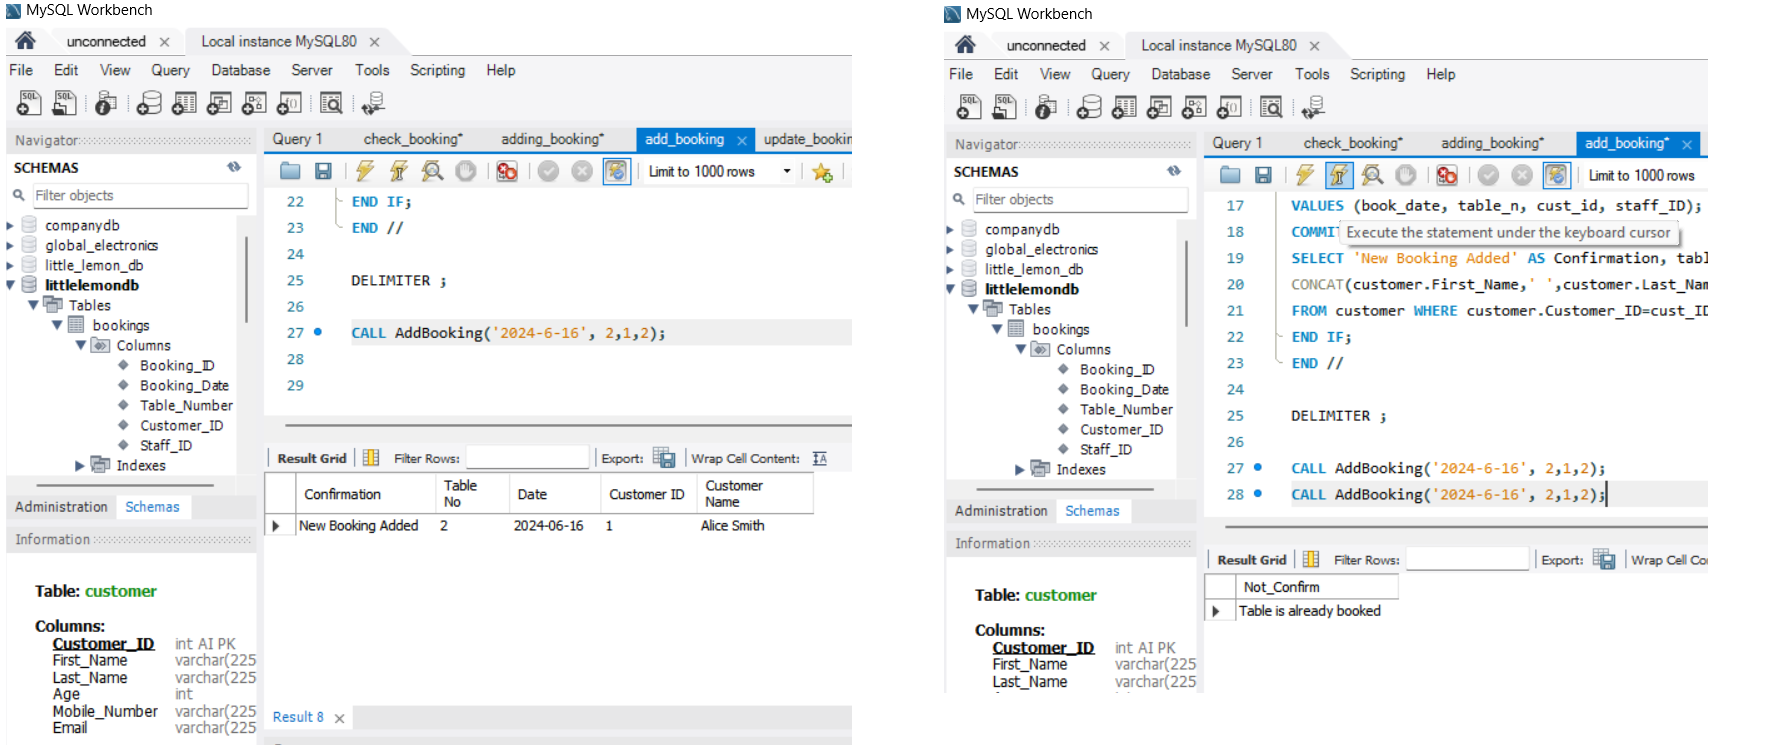 MySQL Workbench
unconnected
Local instance MySQL80
File Edit View Query Database Server Tools Scripting Help
Navigator
SCHEMAS
Filter objects
companydb
global_electronics
little_lemon_db
littlelemondb
Tables
bookings
Columns
Booking_ID
Booking_Date
Table_Number
Customer_ID
Staff_ID
Indexes
Administration Schemas
Information
Table: customer
Columns:
Customer_ID int AI PK
First_Name varchar(225
Last_Name varchar(225
Age int
Mobile_Number varchar(225
Email varchar(225
Query 1 check_booking* adding_booking* add_booking update_bookin
Limit to 1000 rows
22 END IF;
23 END //
24
25 DELIMITER ;
26
27 CALL AddBooking('2024-6-16', 2,1,2);
28
29
Result Grid Filter Rows: Export: Wrap Cell Content:
Confirmation Table No Date Customer ID Customer Name
New Booking Added 2 2024-06-16 1 Alice Smith
Result 8
MySQL Workbench
unconnected
Local instance MySQL80
File Edit View Query Database Server Tools Scripting Help
Navigator
SCHEMAS
Filter objects
companydb
global_electronics
little_lemon_db
littlelemondb
Tables
bookings
Columns
Booking_ID
Booking_Date
Table_Number
Customer_ID
Staff_ID
Indexes
Administration Schemas
Information
Table: customer
Columns:
Customer_ID int AI PK
First_Name varchar(225
Last_Name varchar(225
Query 1 check_booking* adding_booking* add_booking*
Limit to 1000 rows
17 VALUES (book_date, table_n, cust_id, staff_ID);
18 COMMIT
Execute the statement under the keyboard cursor
19 SELECT 'New Booking Added' AS Confirmation, tabl
20 CONCAT(customer.First_Name,' ',customer.Last_Nam
21 FROM customer WHERE customer.Customer_ID=cust_ID
22 END IF;
23 END //
24
25 DELIMITER ;
26
27 CALL AddBooking('2024-6-16', 2,1,2);
28 CALL AddBooking('2024-6-16', 2,1,2);
Result Grid Filter Rows: Export: Wrap Cell Co
Not_Confirm
Table is already booked